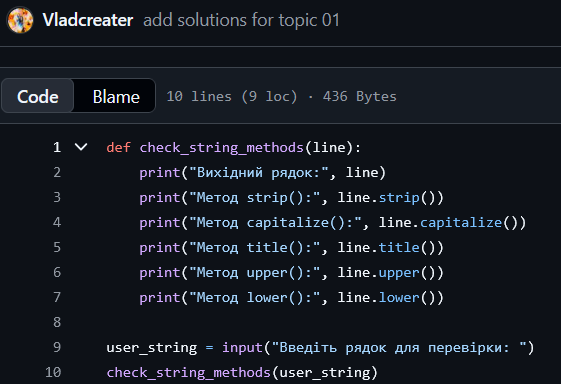 Vladcreater add solutions for topic 01
Code Blame 10 lines (9 loc) · 436 Bytes
1 def check_string_methods(line):
2 print("Вихідний рядок:", line)
3 print("Метод strip():", line.strip())
4 print("Метод capitalize():", line.capitalize())
5 print("Метод title():", line.title())
6 print("Метод upper():", line.upper())
7 print("Метод lower():", line.lower())
8
9 user_string = input("Введіть рядок для перевірки: ")
10 check_string_methods(user_string)